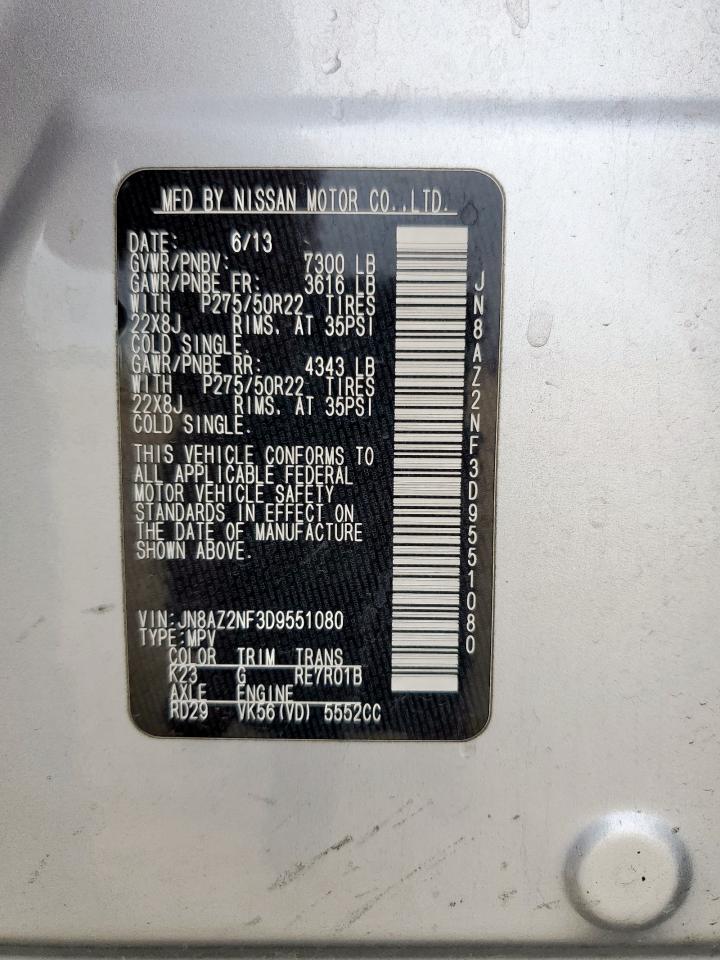 MFD BY NISSAN MOTOR CO.,LTD.
DATE: 6/13
GVWR/PNBV: 7300 LB
GAWR/PNBE FR: 3616 LB
WITH P275/50R22 TIRES
22X8J RIMS. AT 35PSI
COLD SINGLE.
GAWR/PNBE RR: 4343 LB
WITH P275/50R22 TIRES
22X8J RIMS. AT 35PSI
COLD SINGLE.
THIS VEHICLE CONFORMS TO
ALL APPLICABLE FEDERAL
MOTOR VEHICLE SAFETY
STANDARDS IN EFFECT ON
THE DATE OF MANUFACTURE
SHOWN ABOVE.
VIN:JN8AZ2NF3D9551080
TYPE:MPV
COLOR TRIM TRANS
K23 G RE7R01B
AXLE ENGINE
RD29 VK56(VD) 5552CC
JN8AZ2NF3D9551080